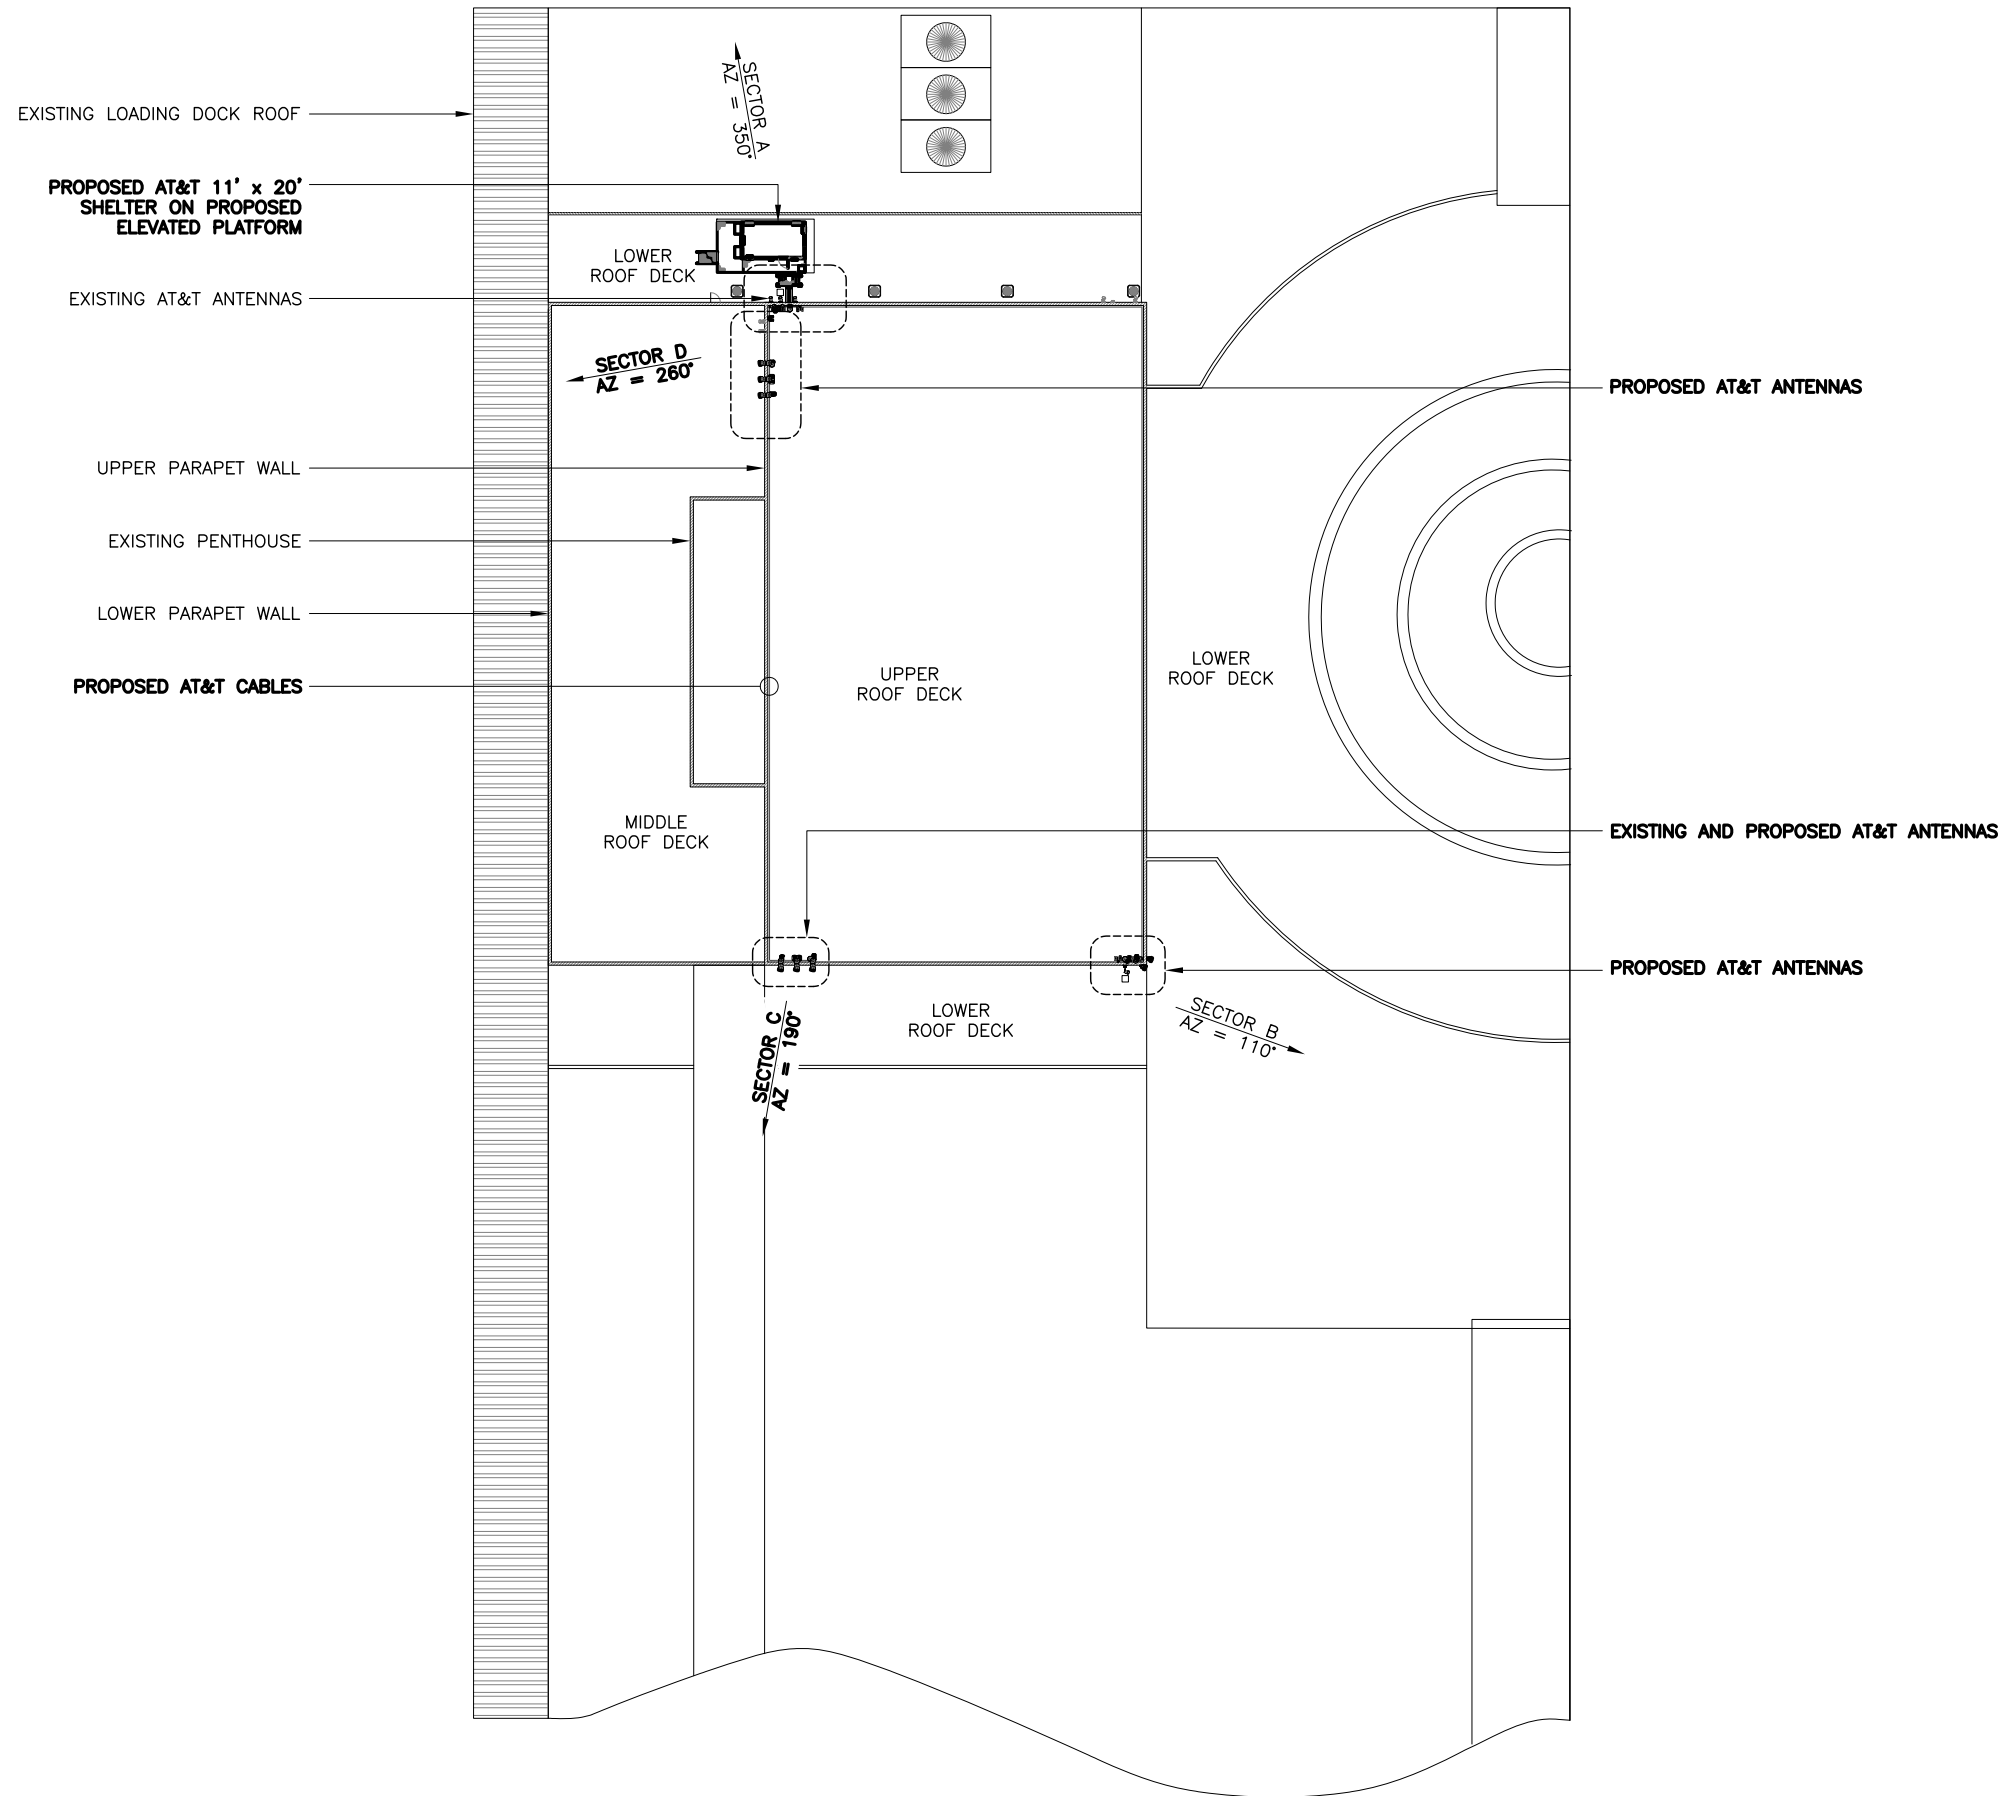 SECTOR A
AZ = 350°
EXISTING LOADING DOCK ROOF
PROPOSED AT&T 11' x 20'
SHELTER ON PROPOSED
ELEVATED PLATFORM
LOWER
ROOF DECK
EXISTING AT&T ANTENNAS
SECTOR D
AZ = 260°
PROPOSED AT&T ANTENNAS
UPPER PARAPET WALL
EXISTING PENTHOUSE
LOWER PARAPET WALL
PROPOSED AT&T CABLES
UPPER
ROOF DECK
LOWER
ROOF DECK
MIDDLE
ROOF DECK
EXISTING AND PROPOSED AT&T ANTENNAS
PROPOSED AT&T ANTENNAS
LOWER
ROOF DECK
SECTOR B
AZ = 110°
SECTOR C
AZ = 190°